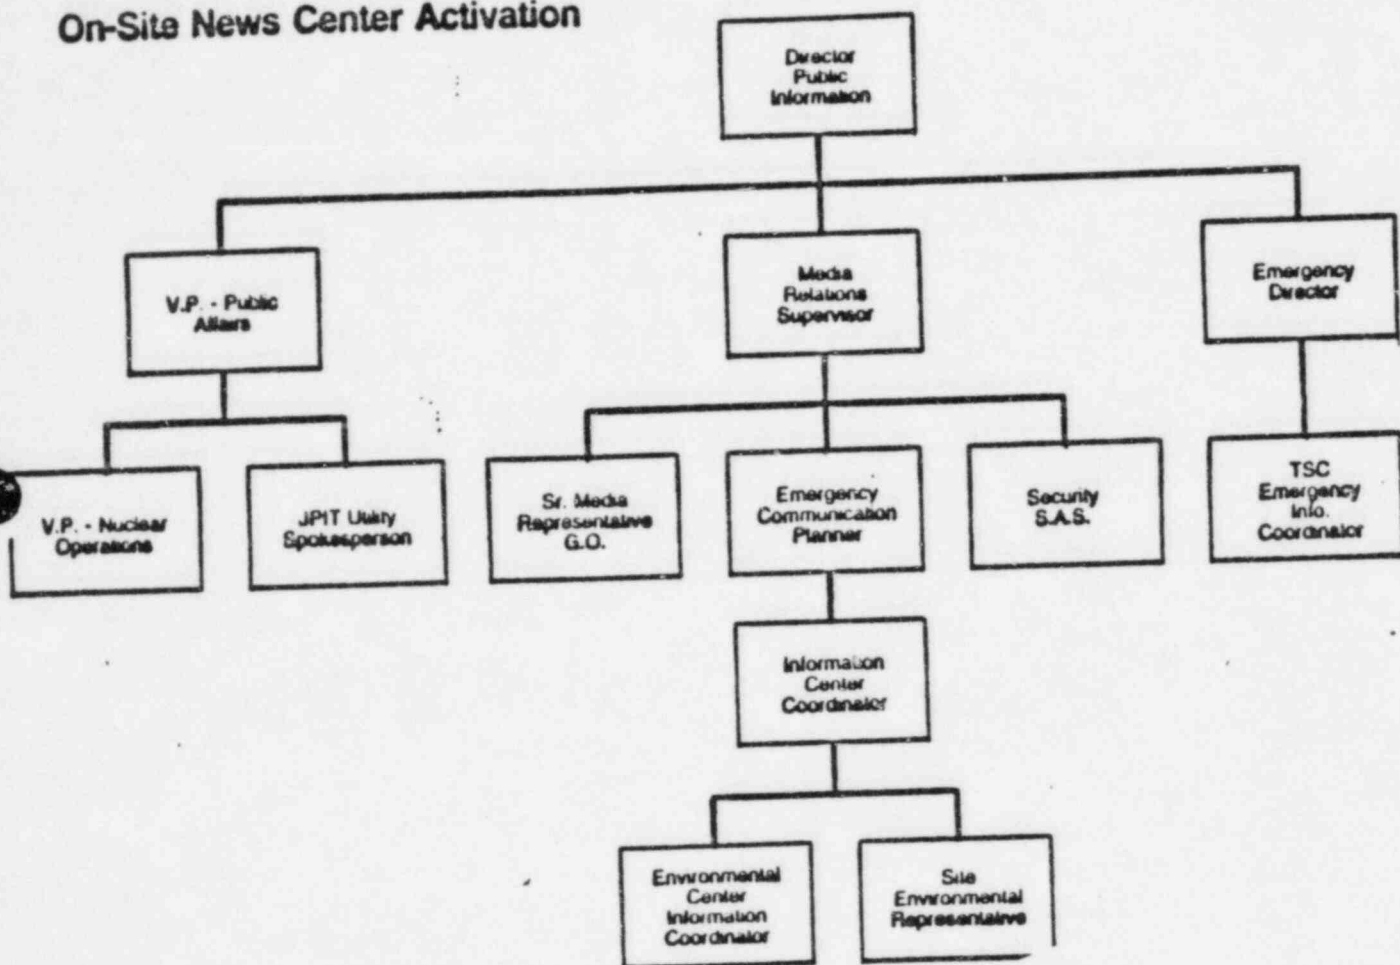 On-Site News Center Activation
Director
Public
Information
V.P. - Public
Affairs
Media
Relations
Supervisor
Emergency
Director
V.P. - Nuclear
Operations
JPIT Utility
Spokesperson
Sr. Media
Representative
G.O.
Emergency
Communication
Planner
Security
S.A.S.
TSC
Emergency
Info.
Coordinator
Information
Center
Coordinator
Environmental
Center
Information
Coordinator
Site
Environmental
Representative